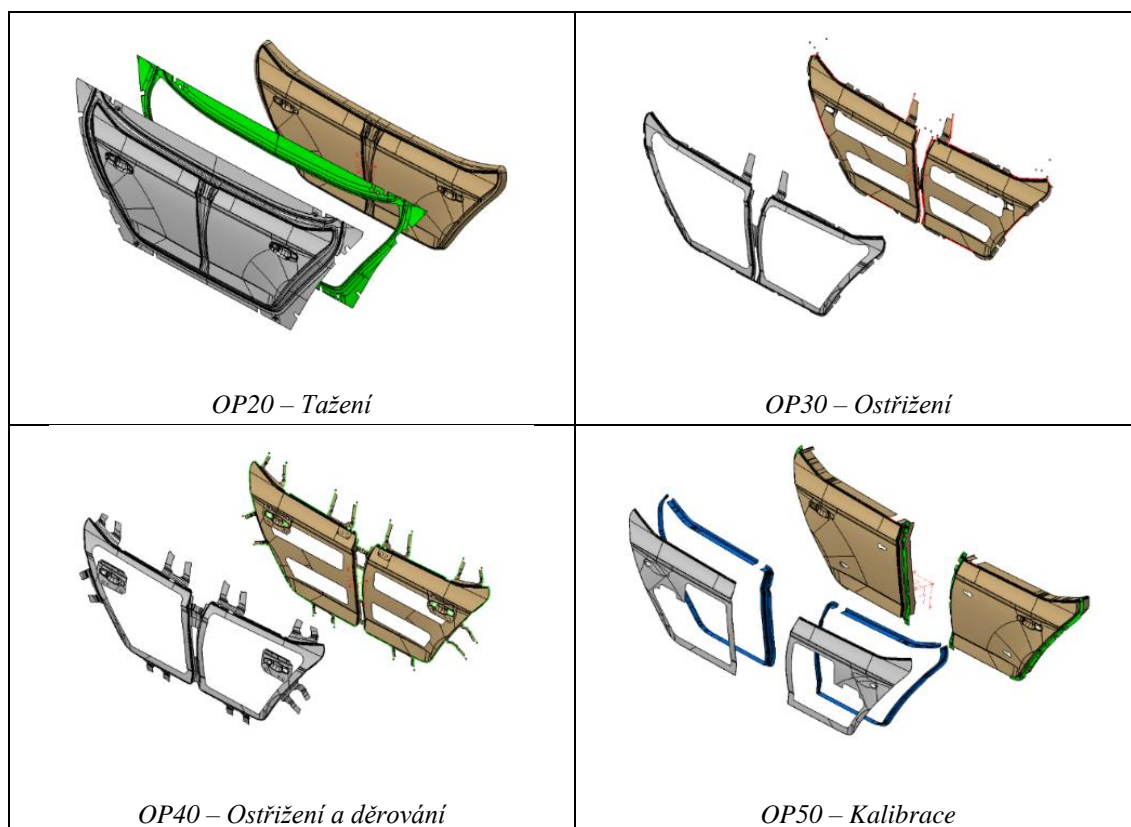 OP20 – Tažení
OP30 – Ostřižení
OP40 – Ostřižení a děrování
OP50 – Kalibrace